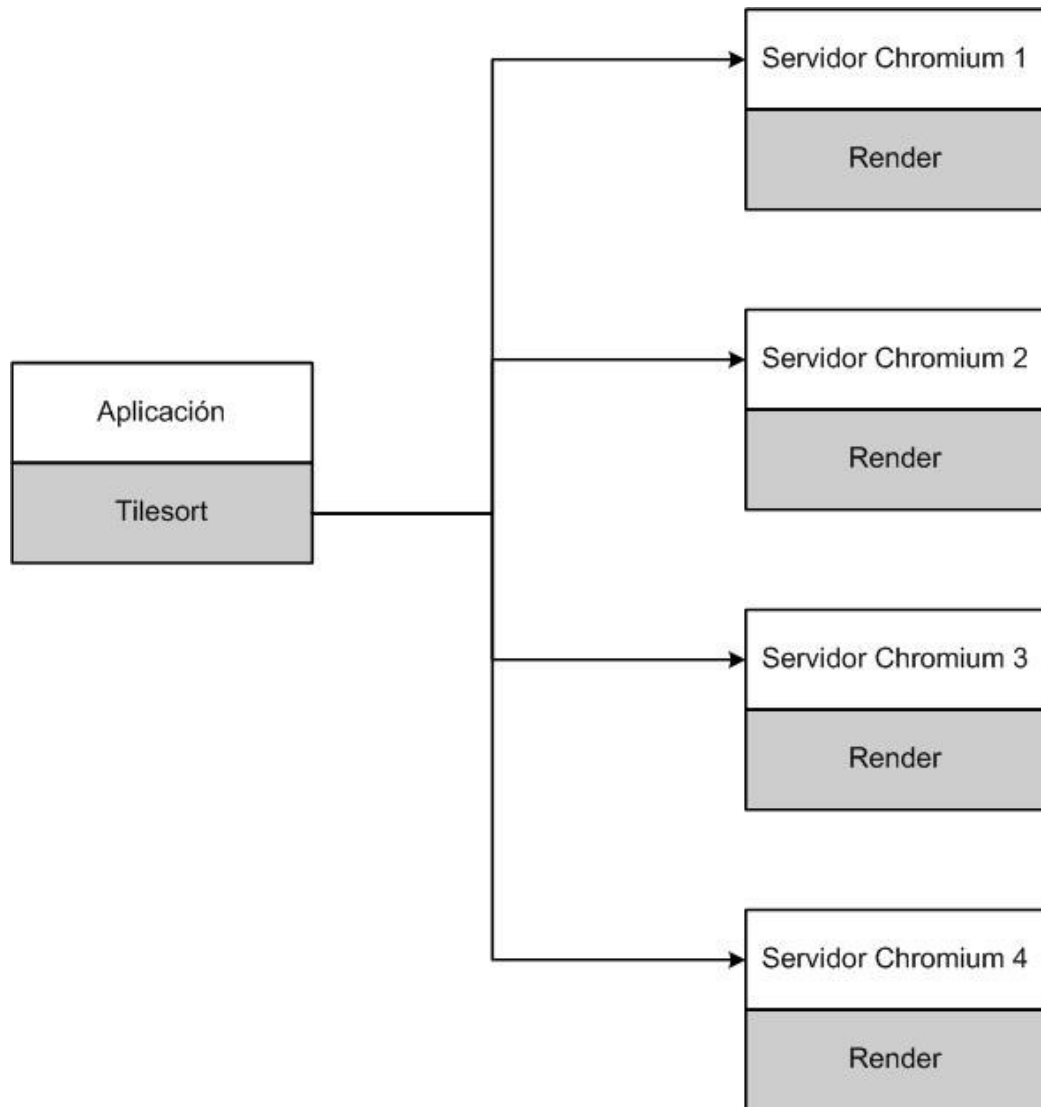 Servidor Chromium 1
Render
Servidor Chromium 2
Render
Aplicación
Tilesort
Servidor Chromium 3
Render
Servidor Chromium 4
Render